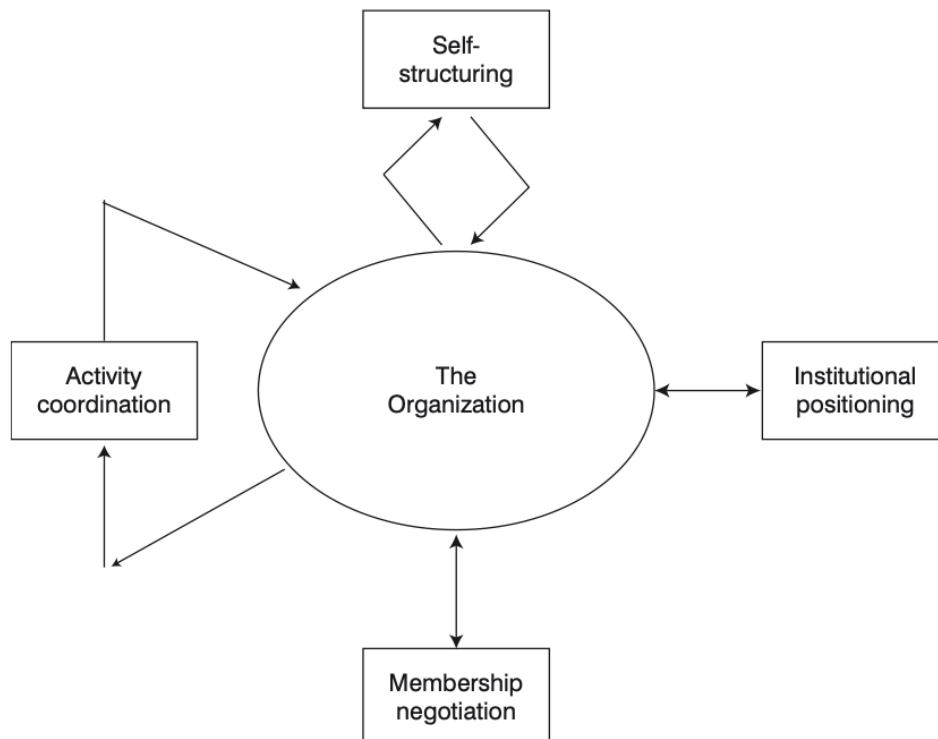 Self-
structuring
Activity
coordination
The
Organization
Institutional
positioning
Membership
negotiation